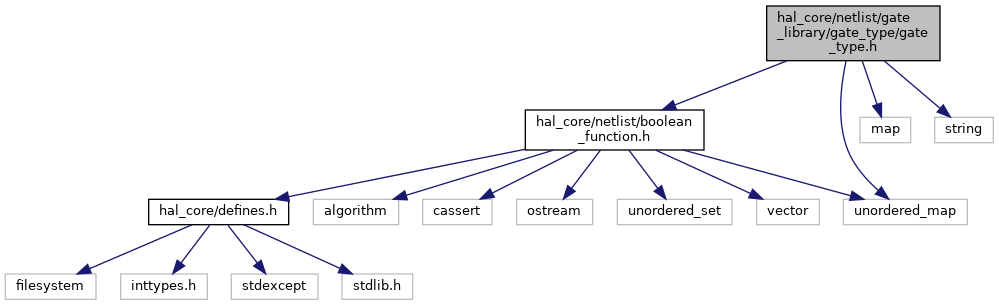 hal_core/netlist/gate
_library/gate_type/gate
_type.h
hal_core/netlist/boolean
_function.h
map
string
hal_core/defines.h
algorithm
cassert
ostream
unordered_set
vector
unordered_map
filesystem
inttypes.h
stdexcept
stdlib.h